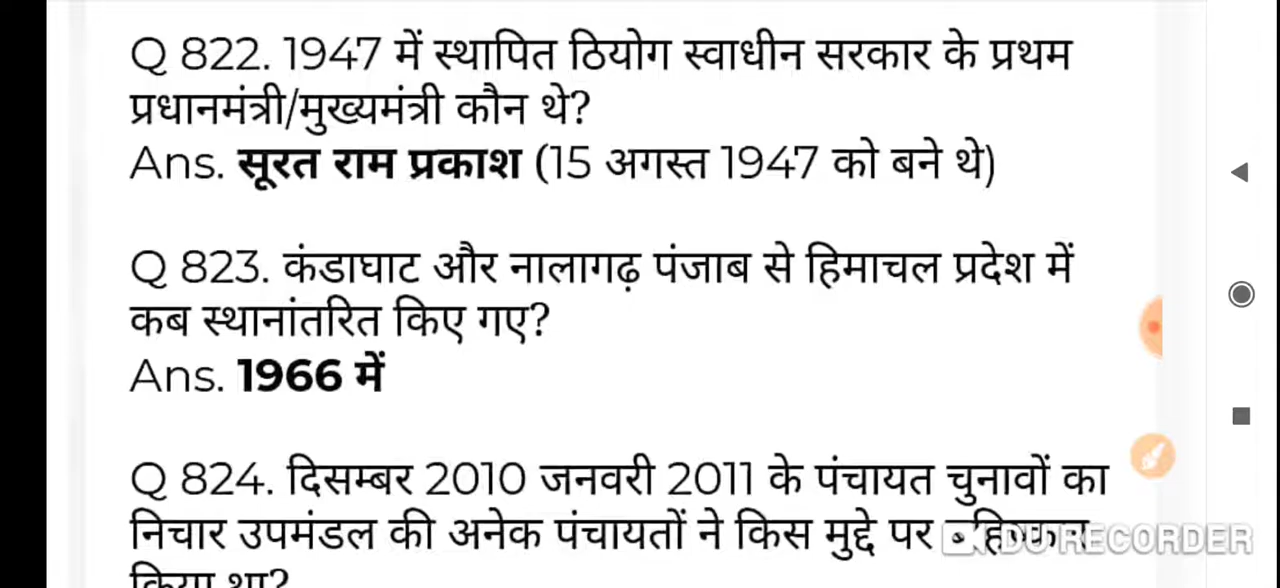 Q 822. 1947 में स्थापित ठियोग स्वाधीन सरकार के प्रथम
प्रधानमंत्री/मुख्यमंत्री कौन थे?
Ans. सूरत राम प्रकाश (15 अगस्त 1947 को बने थे)
Q 823. कंडाघाट और नालागढ़ पंजाब से हिमाचल प्रदेश में
कब स्थानांतरित किए गए?
Ans. 1966 में
Q 824. दिसम्बर 2010 जनवरी 2011 के पंचायत चुनावों का
निचार उपमंडल की अनेक पंचायतों ने किस मुद्दे पर
DU RECORDER
किया था?